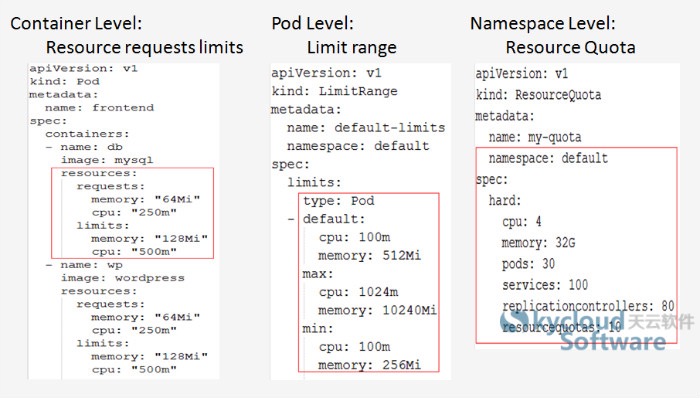 Container Level:
Resource requests limits
apiVersion: v1
kind: Pod
metadata:
name: frontend
spec:
containers:
- name: db
image: mysql
resources:
requests:
memory: "64Mi"
cpu: "250m"
limits:
memory: "128Mi"
cpu: "500m"
- name: wp
image: wordpress
resources:
requests:
memory: "64Mi"
cpu: "250m"
limits:
memory: "128Mi"
cpu: "500m"
Pod Level:
Limit range
apiVersion: v1
kind: LimitRange
metadata:
name: default-limits
namespace: default
spec:
limits:
type: Pod
- default:
cpu: 100m
memory: 512Mi
max:
cpu: 1024m
memory: 10240Mi
min:
cpu: 100m
memory: 256Mi
Namespace Level:
Resource Quota
apiVersion: v1
kind: ResourceQuota
metadata:
name: my-quota
namespace: default
spec:
hard:
cpu: 4
memory: 32G
pods: 30
services: 100
replicationcontrollers: 80
resourcequotas: 10
Skycloud 天云软件
Software